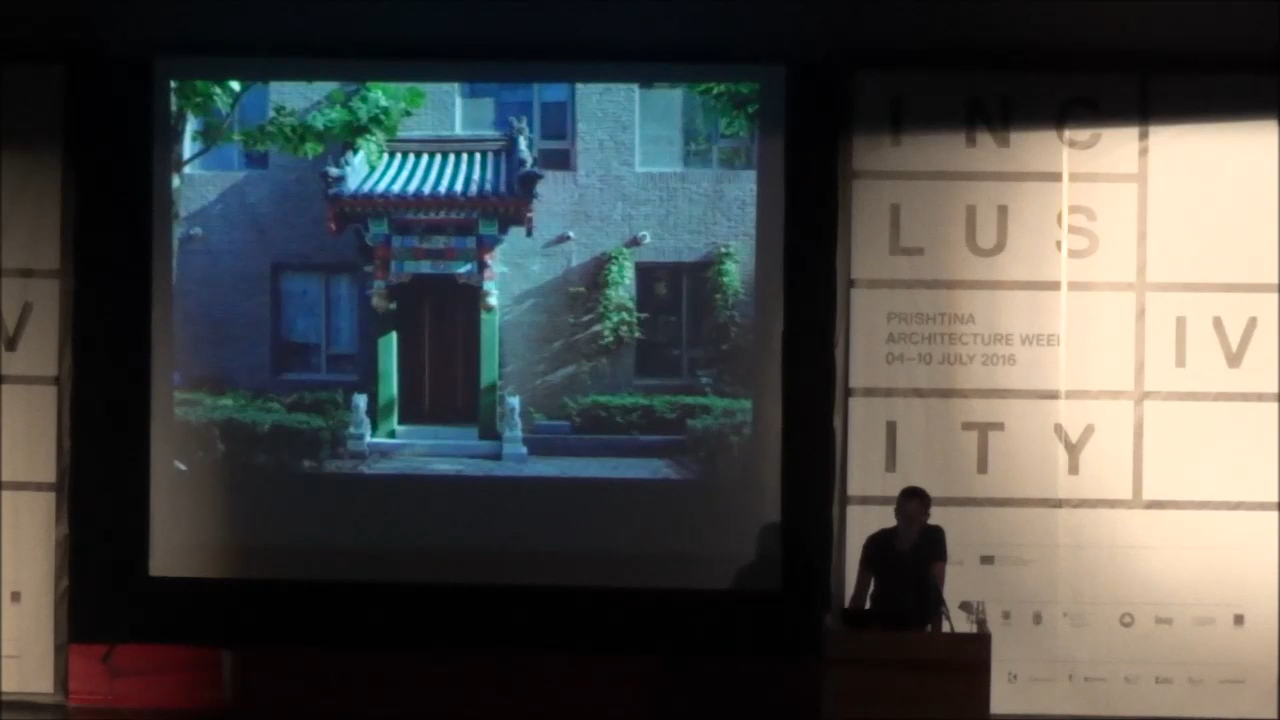 INC
LUS
PRISHTINA
ARCHITECTURE WEE
04–10 JULY 2016
IV
ITY
V